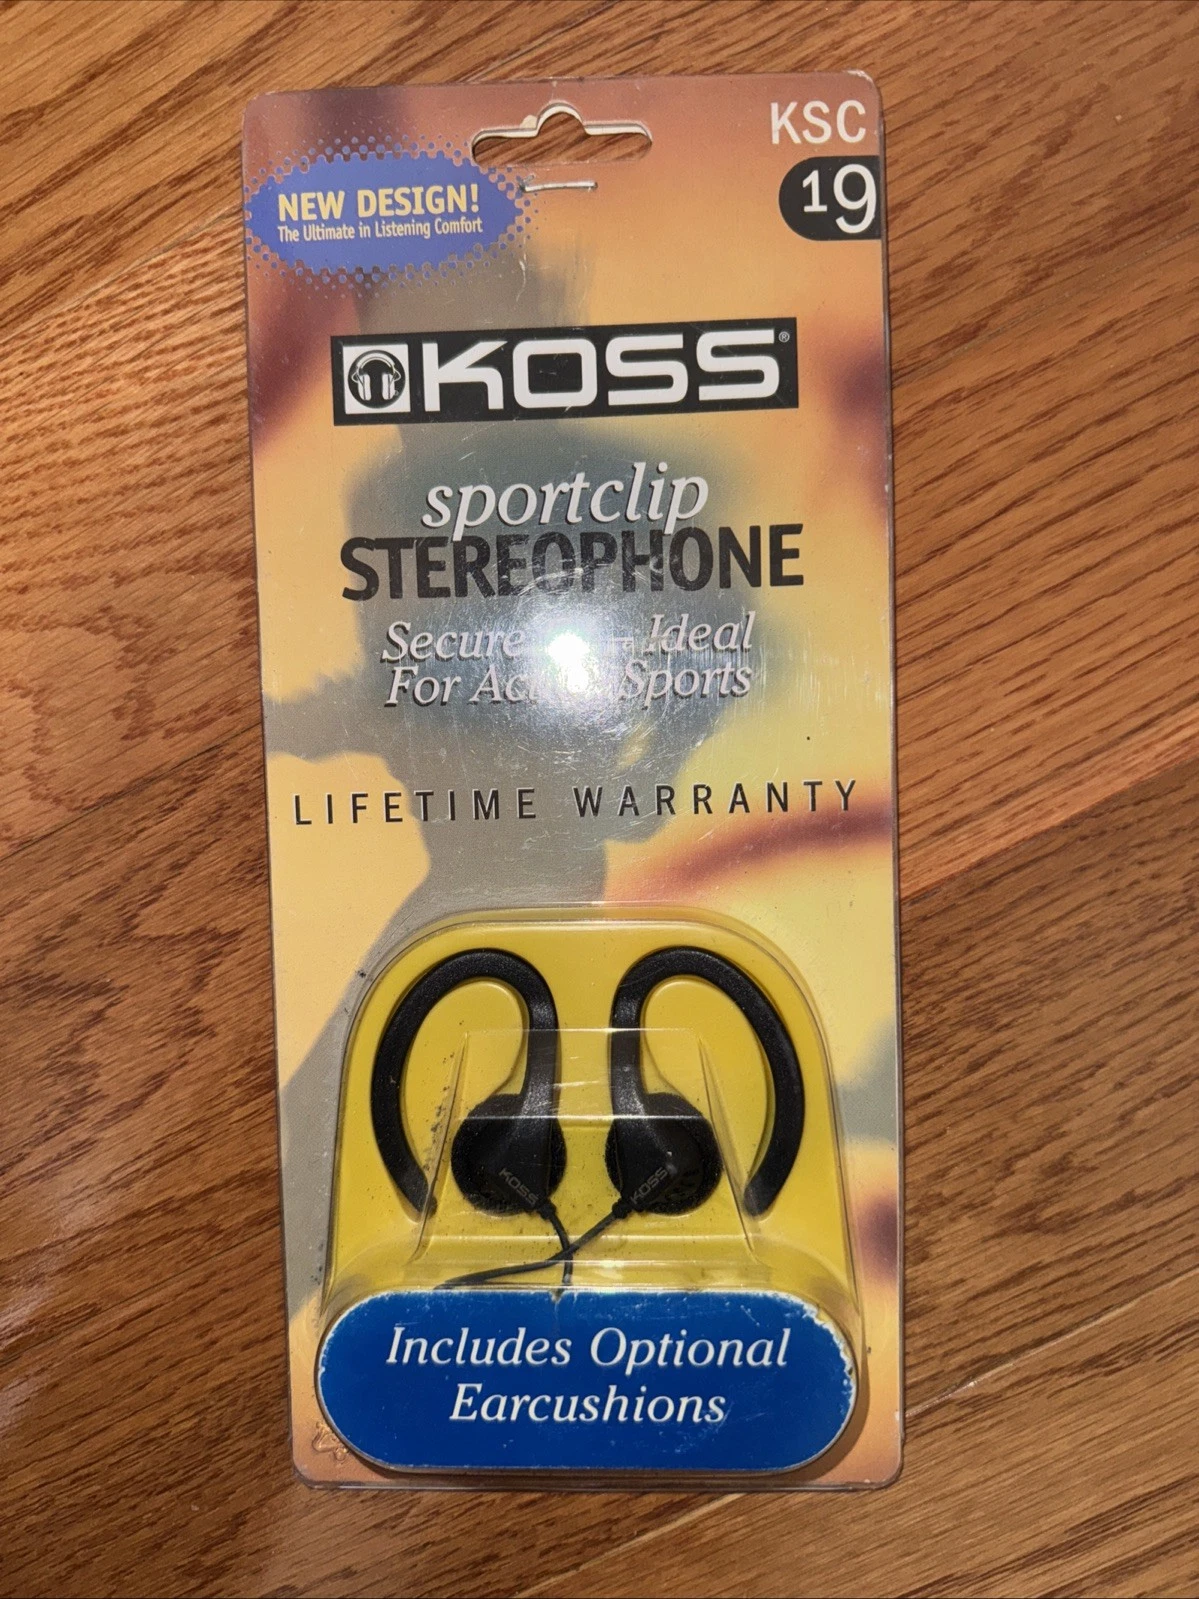 KSC
19
NEW DESIGN!
The Ultimate in Listening Comfort
KOSS®
sportclip
STEREOPHONE
Secure Ideal
For Sports
LIFETIME WARRANTY
KOSS KOSS
Includes Optional
Earcushions